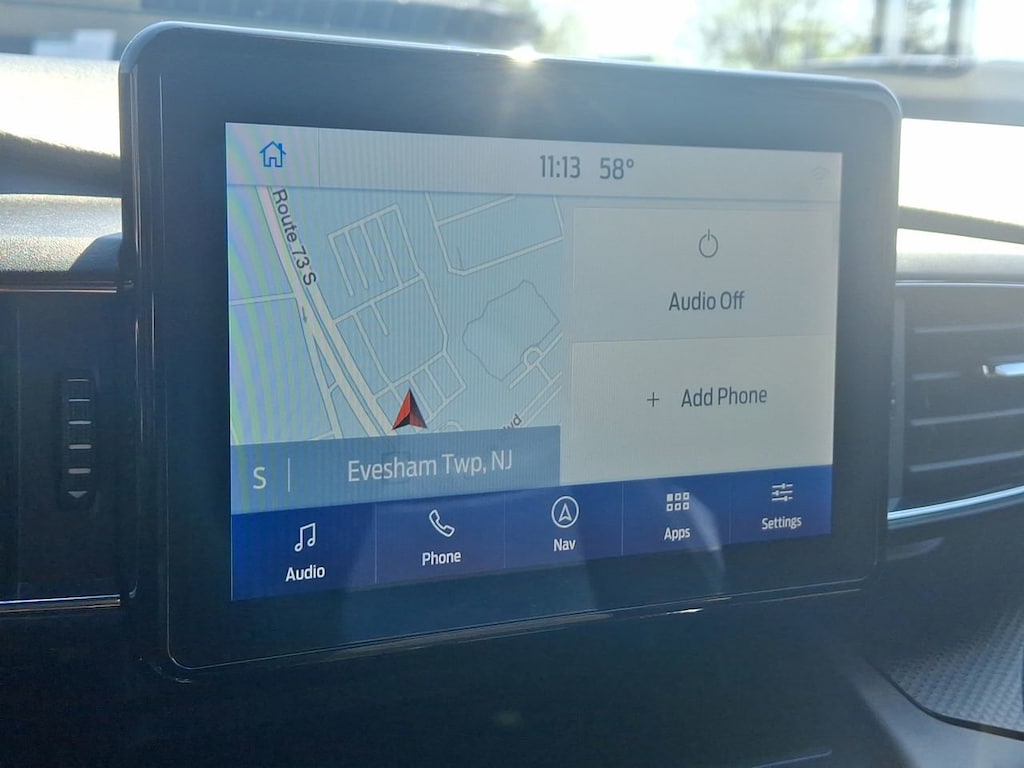 11:13 58°
Route 73 S
Audio Off
+ Add Phone
S Evesham Twp, NJ
Audio
Phone
Nav
Apps
Settings